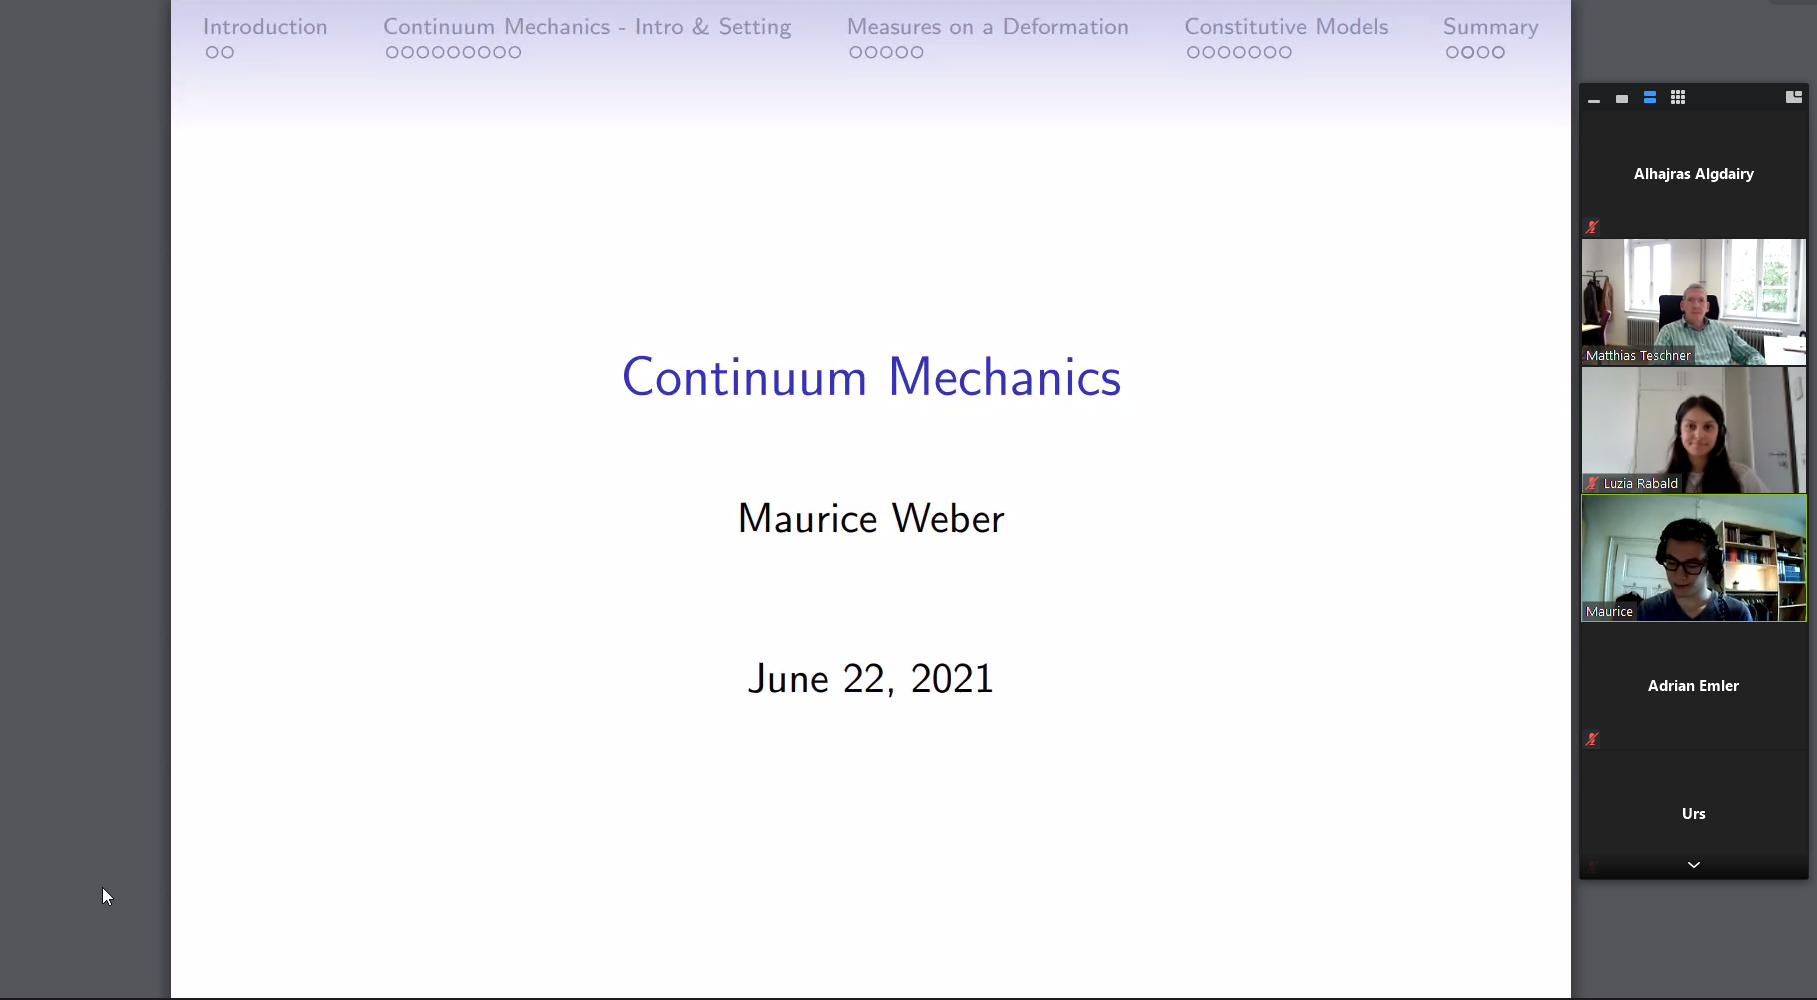 Introduction
Continuum Mechanics - Intro & Setting
Measures on a Deformation
Constitutive Models
Summary
Continuum Mechanics
Maurice Weber
June 22, 2021
Alhajras Algdairy
Matthias Teschner
Luzia Rabald
Maurice
Adrian Emler
Urs